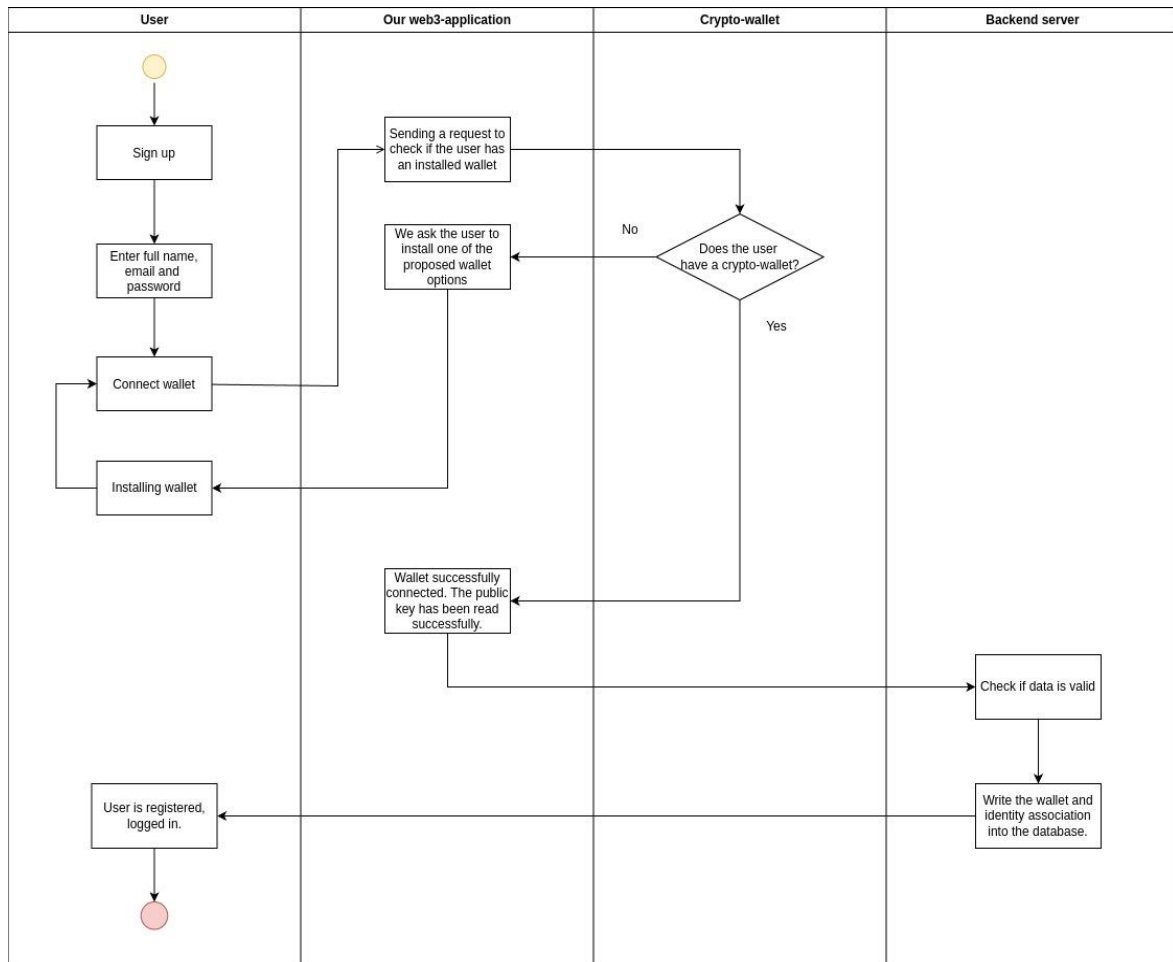 User
Our web3-application
Crypto-wallet
Backend server
Sign up
Sending a request to
check if the user has
an installed wallet
We ask the user to
install one of the
proposed wallet
options
No
Does the user
have a crypto-wallet?
Enter full name,
email and
password
Yes
Connect wallet
Installing wallet
Wallet successfully
connected. The public
key has been read
successfully.
Check if data is valid
Write the wallet and
identity association
into the database.
User is registered,
logged in.